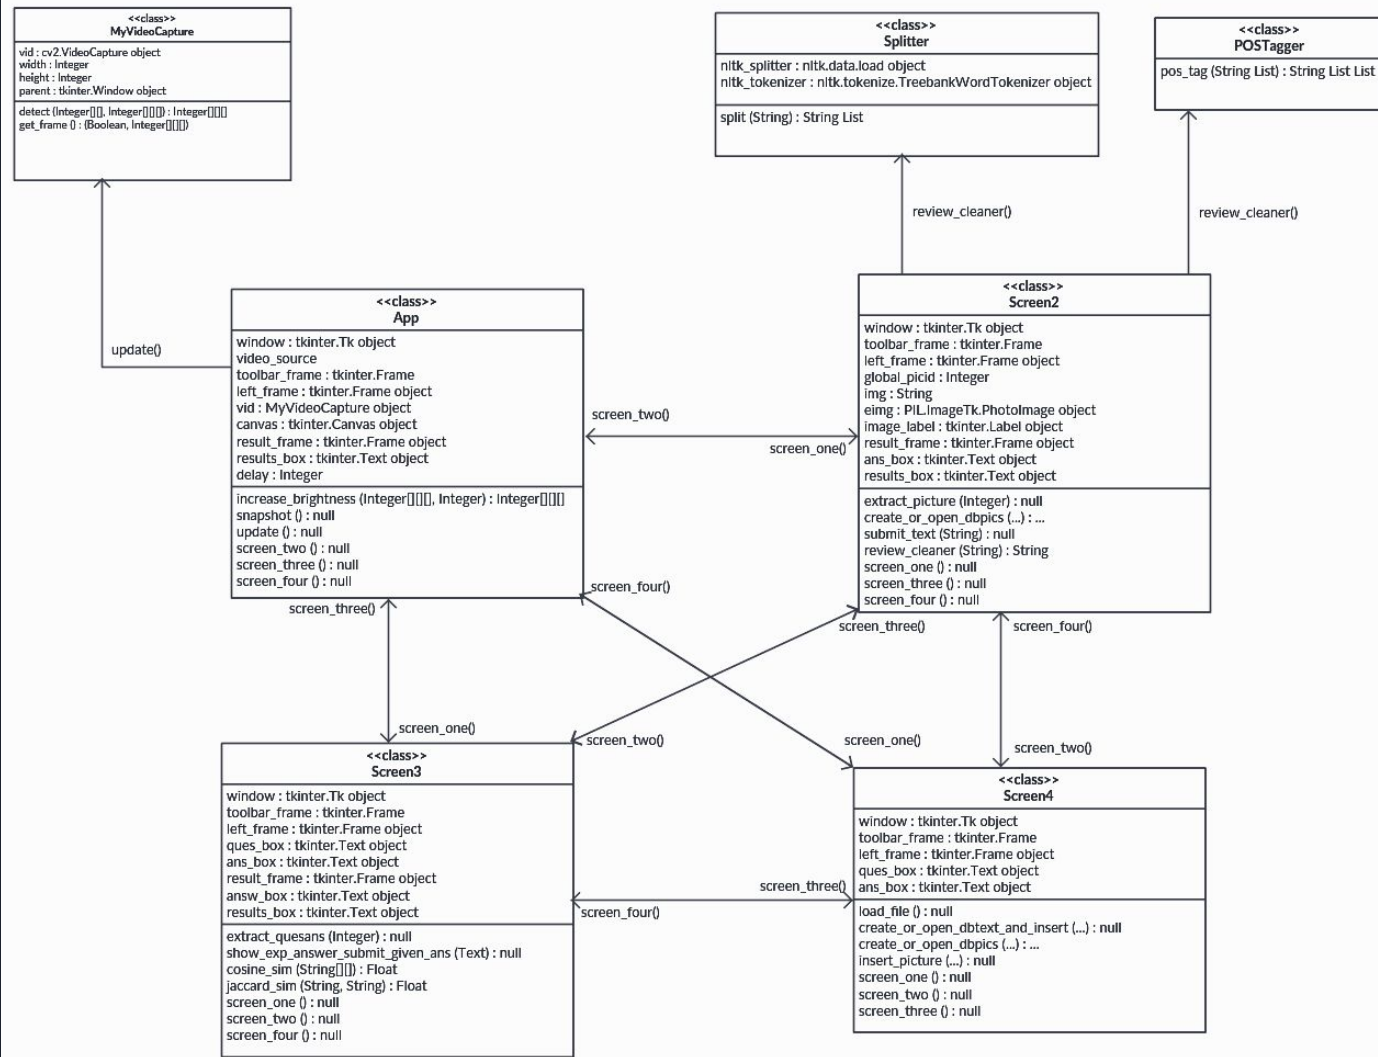 <<class>>
MyVideoCapture
vid : cv2.VideoCapture object
width : Integer
height : Integer
parent : tkinter.Window object
detect (Integer[][], Integer[][][]) : Integer[][][]
get_frame () : (Boolean, Integer[][][])
<<class>>
Splitter
nltk_splitter : nltk.data.load object
nltk_tokenizer : nltk.tokenize.TreebankWordTokenizer object
split (String) : String List
<<class>>
POSTagger
pos_tag (String List) : String List List
update()
review_cleaner()
review_cleaner()
<<class>>
App
window : tkinter.Tk object
video_source
toolbar_frame : tkinter.Frame
left_frame : tkinter.Frame object
vid : MyVideoCapture object
canvas : tkinter.Canvas object
result_frame : tkinter.Frame object
results_box : tkinter.Text object
delay : Integer
increase_brightness (Integer[][][], Integer) : Integer[][][]
snapshot () : null
update () : null
screen_two () : null
screen_three () : null
screen_four () : null
screen_two()
screen_one()
<<class>>
Screen2
window : tkinter.Tk object
toolbar_frame : tkinter.Frame
left_frame : tkinter.Frame object
global_picid : Integer
img : String
eimg : PIL.ImageTk.PhotoImage object
image_label : tkinter.Label object
result_frame : tkinter.Frame object
ans_box : tkinter.Text object
results_box : tkinter.Text object
extract_picture (Integer) : null
create_or_open_dbpics (...) : ...
submit_text (String) : null
review_cleaner (String) : String
screen_one () : null
screen_three () : null
screen_four () : null
screen_three()
screen_four()
screen_three()
screen_four()
screen_one()
screen_two()
screen_one()
screen_two()
<<class>>
Screen3
window : tkinter.Tk object
toolbar_frame : tkinter.Frame
left_frame : tkinter.Frame object
ques_box : tkinter.Text object
ans_box : tkinter.Text object
result_frame : tkinter.Frame object
answ_box : tkinter.Text object
results_box : tkinter.Text object
extract_quesans (Integer) : null
show_exp_answer_submit_given_ans (Text) : null
cosine_sim (String[][]) : Float
jaccard_sim (String, String) : Float
screen_one () : null
screen_two () : null
screen_four () : null
screen_three()
screen_four()
<<class>>
Screen4
window : tkinter.Tk object
toolbar_frame : tkinter.Frame
left_frame : tkinter.Frame object
ques_box : tkinter.Text object
ans_box : tkinter.Text object
load_file () : null
create_or_open_dbtext_and_insert (...) : null
create_or_open_dbpics (...) : ...
insert_picture (...) : null
screen_one () : null
screen_two () : null
screen_three () : null